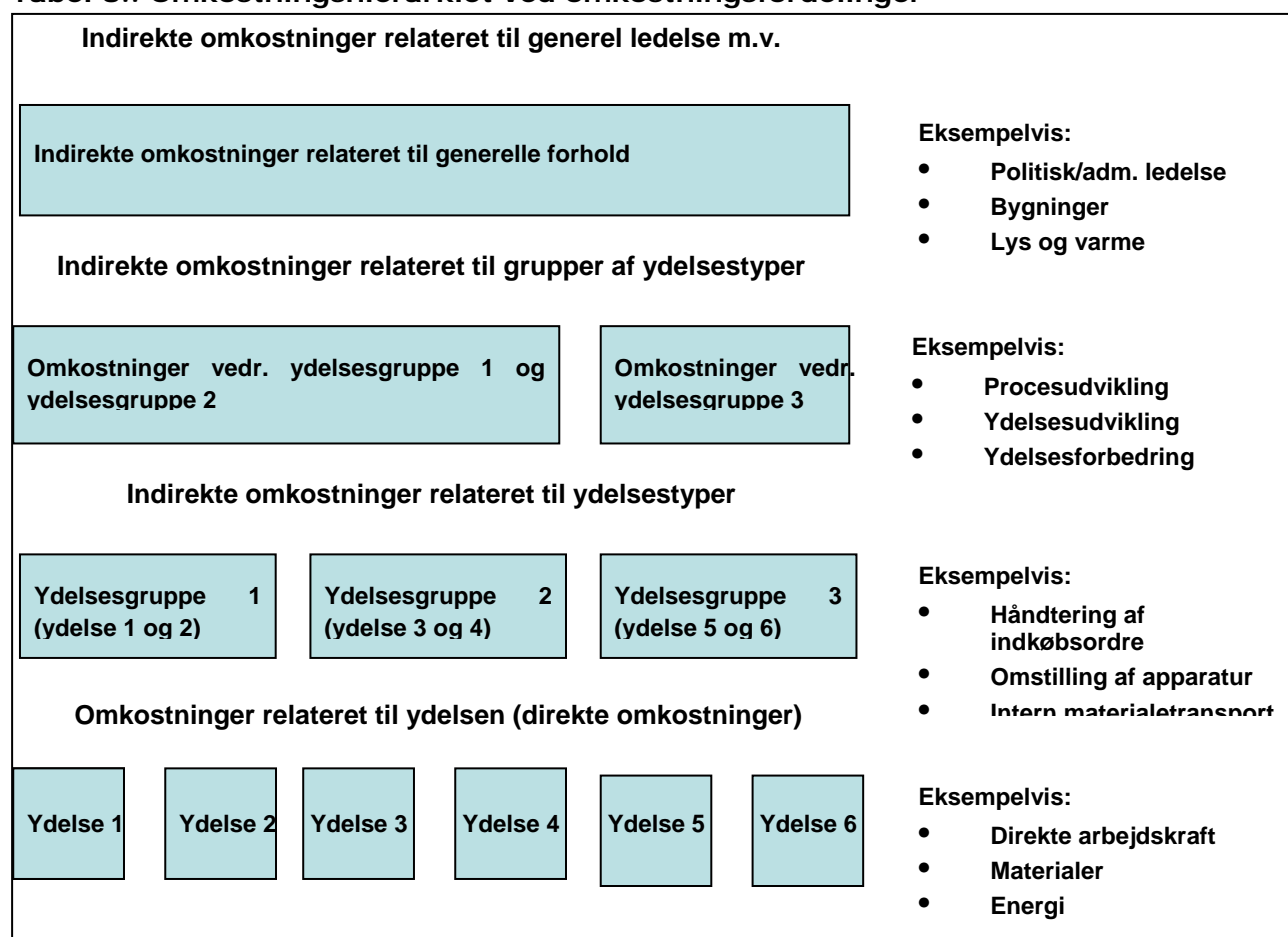 Indirekte omkostninger relateret til generel ledelse m.v.
Indirekte omkostninger relateret til generelle forhold
Eksempelvis:
• Politisk/adm. ledelse
• Bygninger
• Lys og varme
Indirekte omkostninger relateret til grupper af ydelsestyper
Omkostninger vedr. ydelsesgruppe 1 og
ydelsesgruppe 2
Omkostninger vedr.
ydelsesgruppe 3
Eksempelvis:
• Procesudvikling
• Ydelsesudvikling
• Ydelsesforbedring
Indirekte omkostninger relateret til ydelsestyper
Ydelsesgruppe 1
(ydelse 1 og 2)
Ydelsesgruppe 2
(ydelse 3 og 4)
Ydelsesgruppe 3
(ydelse 5 og 6)
Eksempelvis:
• Håndtering af
indkøbsordre
• Omstilling af apparatur
• Intern materialetransport
Omkostninger relateret til ydelsen (direkte omkostninger)
Ydelse 1
Ydelse 2
Ydelse 3
Ydelse 4
Ydelse 5
Ydelse 6
Eksempelvis:
• Direkte arbejdskraft
• Materialer
• Energi